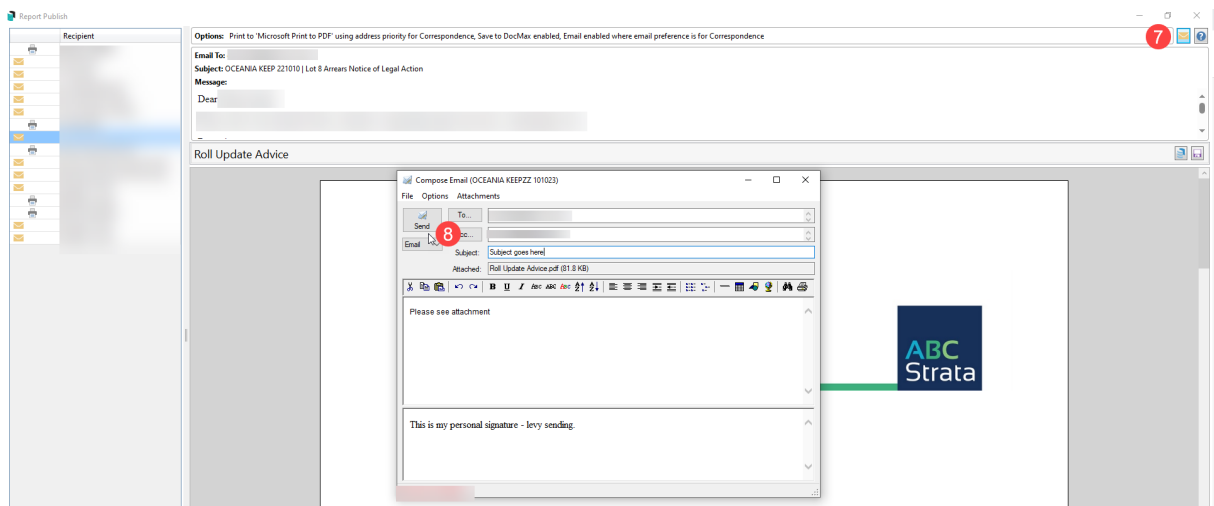 Report Publish
Recipient
Options: Print to 'Microsoft Print to PDF' using address priority for Correspondence, Save to DocMax enabled, Email enabled where email preference is for Correspondence
7
Email To:
Subject: OCEANIA KEEP 221010 | Lot 8 Arrears Notice of Legal Action
Message:
Dear
Roll Update Advice
Compose Email (OCEANIA KEEPZZ 101023)
File Options Attachments
Send
To...
8
Email
Subject: Subject goes here
Attached: Roll Update Advice.pdf (81.8 KB)
B U I ABC ABC ABC
Please see attachment
This is my personal signature - levy sending.
ABC
Strata